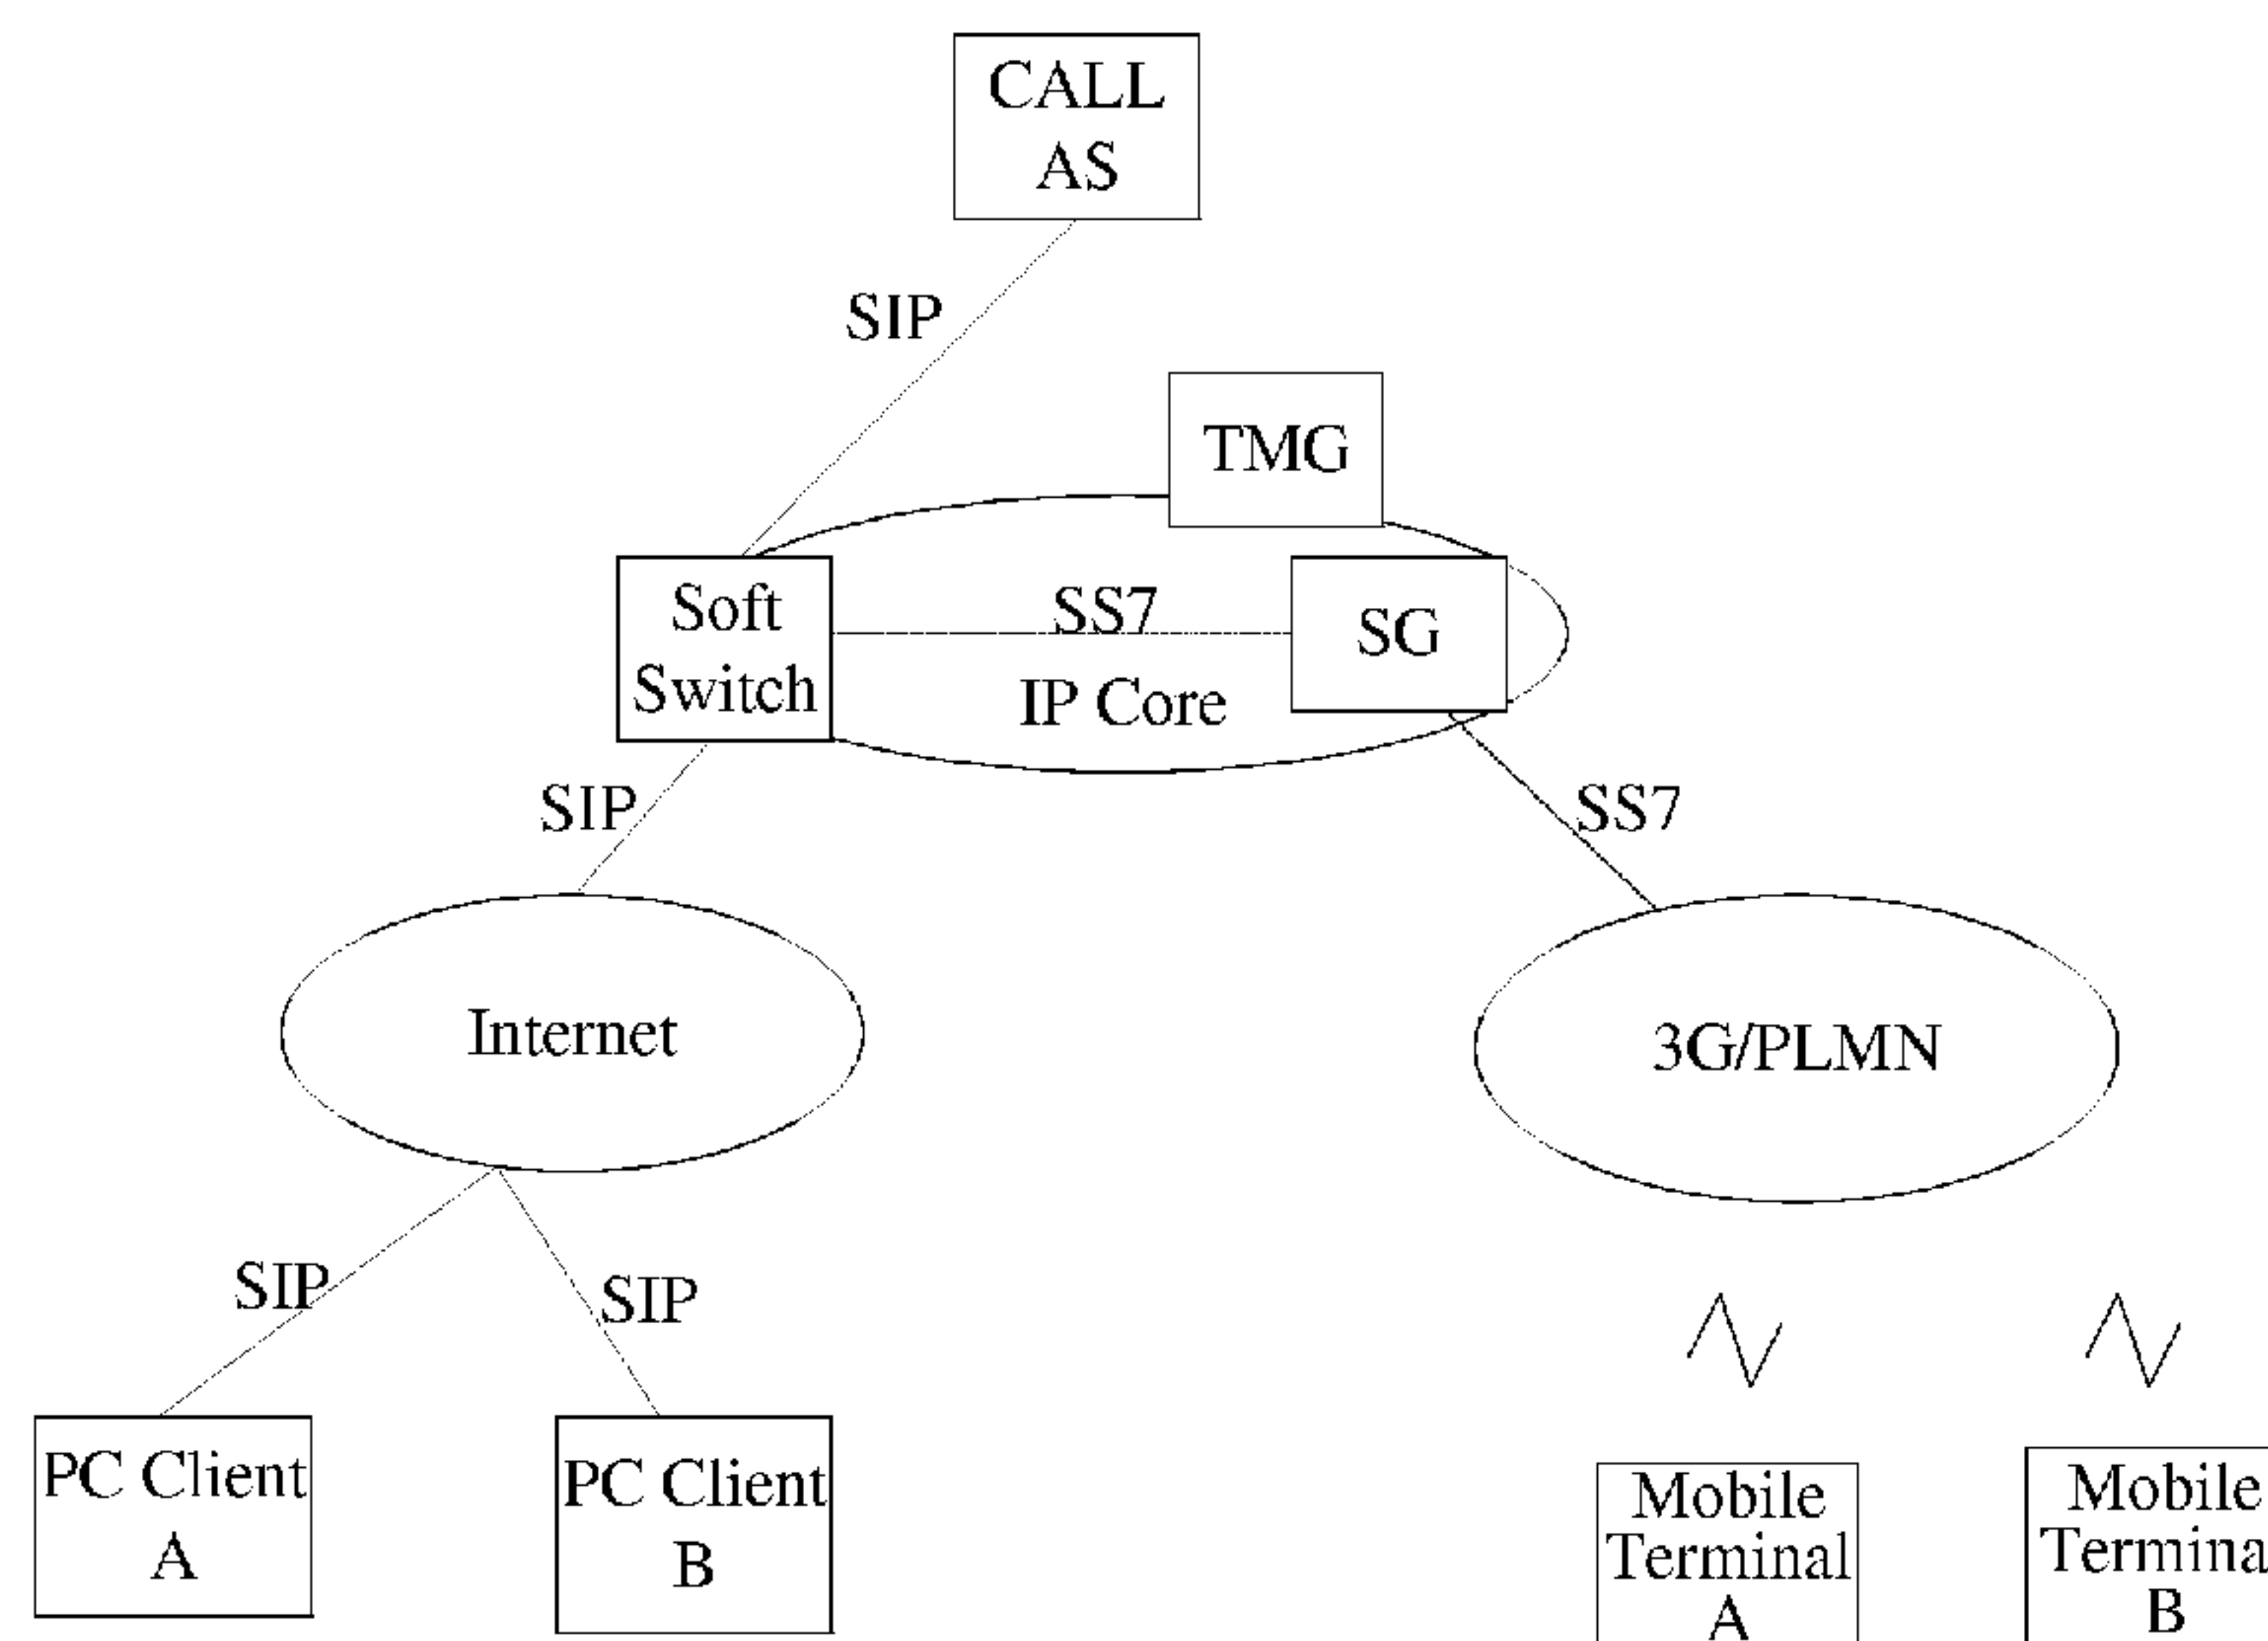 CALL
AS
SIP
TMG
Soft
Switch
SS7
SG
IP Core
SIP
SS7
Internet
3G/PLMN
SIP
SIP
PC Client
A
PC Client
B
Mobile
Terminal
A
Mobile
Termina
B